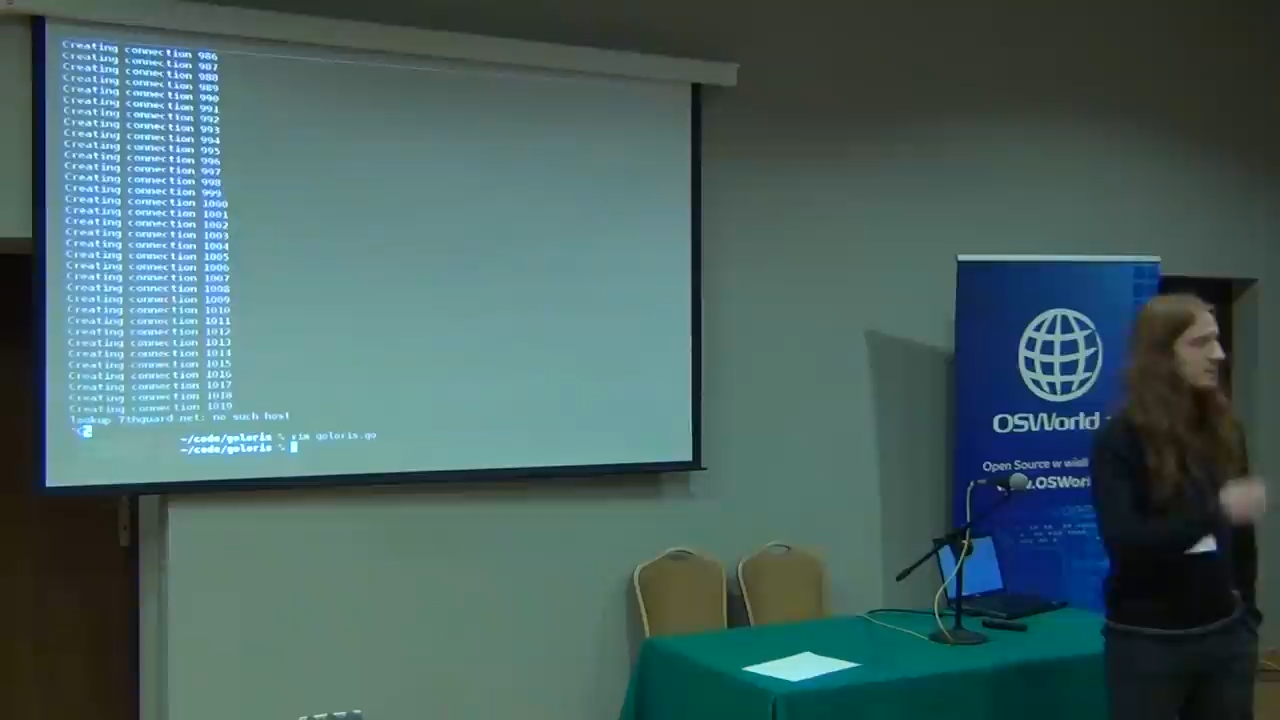 Creating connection 986
Creating connection 987
Creating connection 988
Creating connection 989
Creating connection 990
Creating connection 991
Creating connection 992
Creating connection 993
Creating connection 994
Creating connection 995
Creating connection 996
Creating connection 997
Creating connection 998
Creating connection 999
Creating connection 1000
Creating connection 1001
Creating connection 1002
Creating connection 1003
Creating connection 1004
Creating connection 1005
Creating connection 1006
Creating connection 1007
Creating connection 1008
Creating connection 1009
Creating connection 1010
Creating connection 1011
Creating connection 1012
Creating connection 1013
Creating connection 1014
Creating connection 1015
Creating connection 1016
Creating connection 1017
Creating connection 1018
Creating connection 1019
lookup 7thguard.net: no such host
^C
~/code/goloris % vim goloris.go
~/code/goloris %
OSWorld
Open Source w